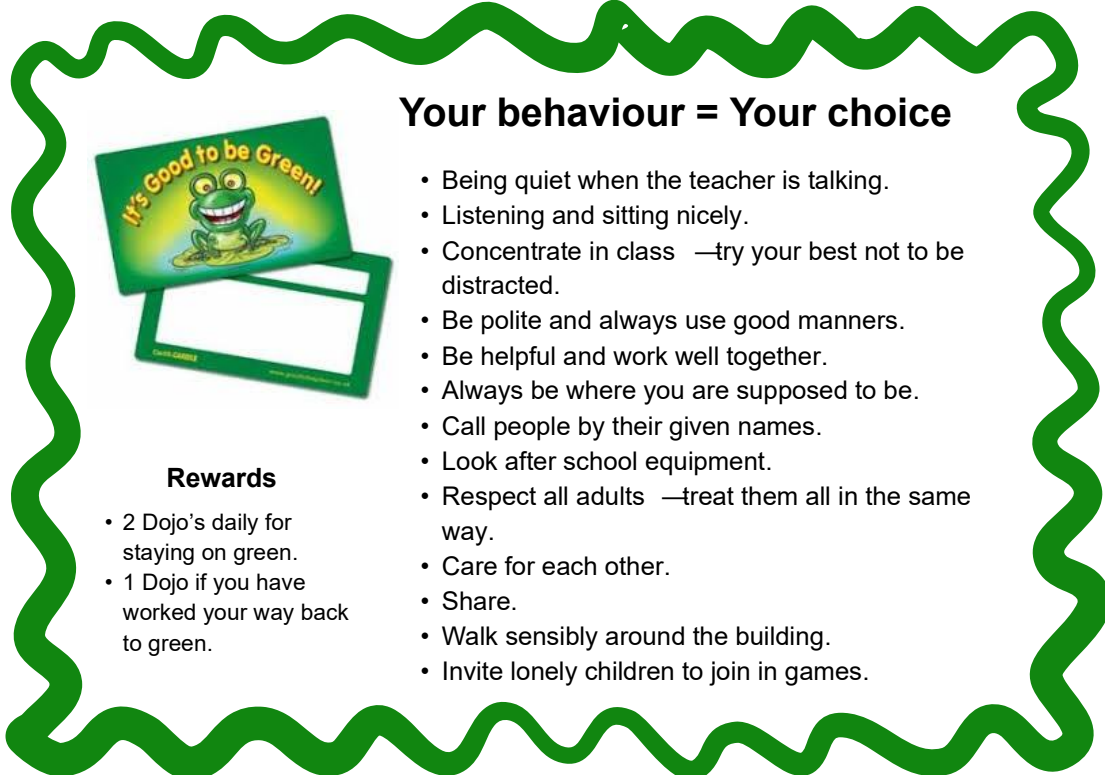 Your behaviour = Your choice
It's Good to be Green!
• Being quiet when the teacher is talking.
• Listening and sitting nicely.
• Concentrate in class —try your best not to be
distracted.
• Be polite and always use good manners.
• Be helpful and work well together.
• Always be where you are supposed to be.
• Call people by their given names.
• Look after school equipment.
• Respect all adults —treat them all in the same
way.
• Care for each other.
• Share.
• Walk sensibly around the building.
• Invite lonely children to join in games.
Rewards
• 2 Dojo's daily for
staying on green.
• 1 Dojo if you have
worked your way back
to green.